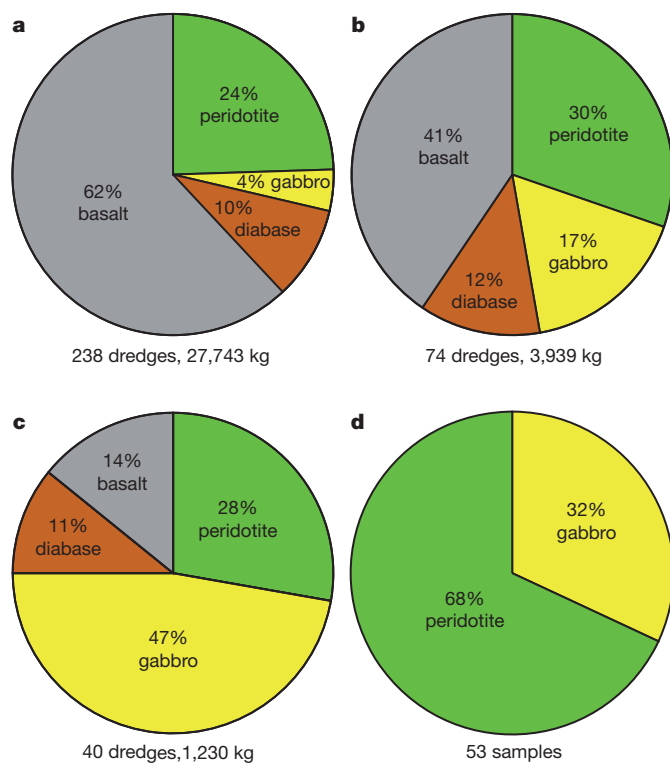 a
24%
peridotite
4% gabbro
10%
diabase
62%
basalt
238 dredges, 27,743 kg
b
30%
peridotite
17%
gabbro
12%
diabase
41%
basalt
74 dredges, 3,939 kg
c
14%
basalt
28%
peridotite
11%
diabase
47%
gabbro
40 dredges,1,230 kg
d
32%
gabbro
68%
peridotite
53 samples